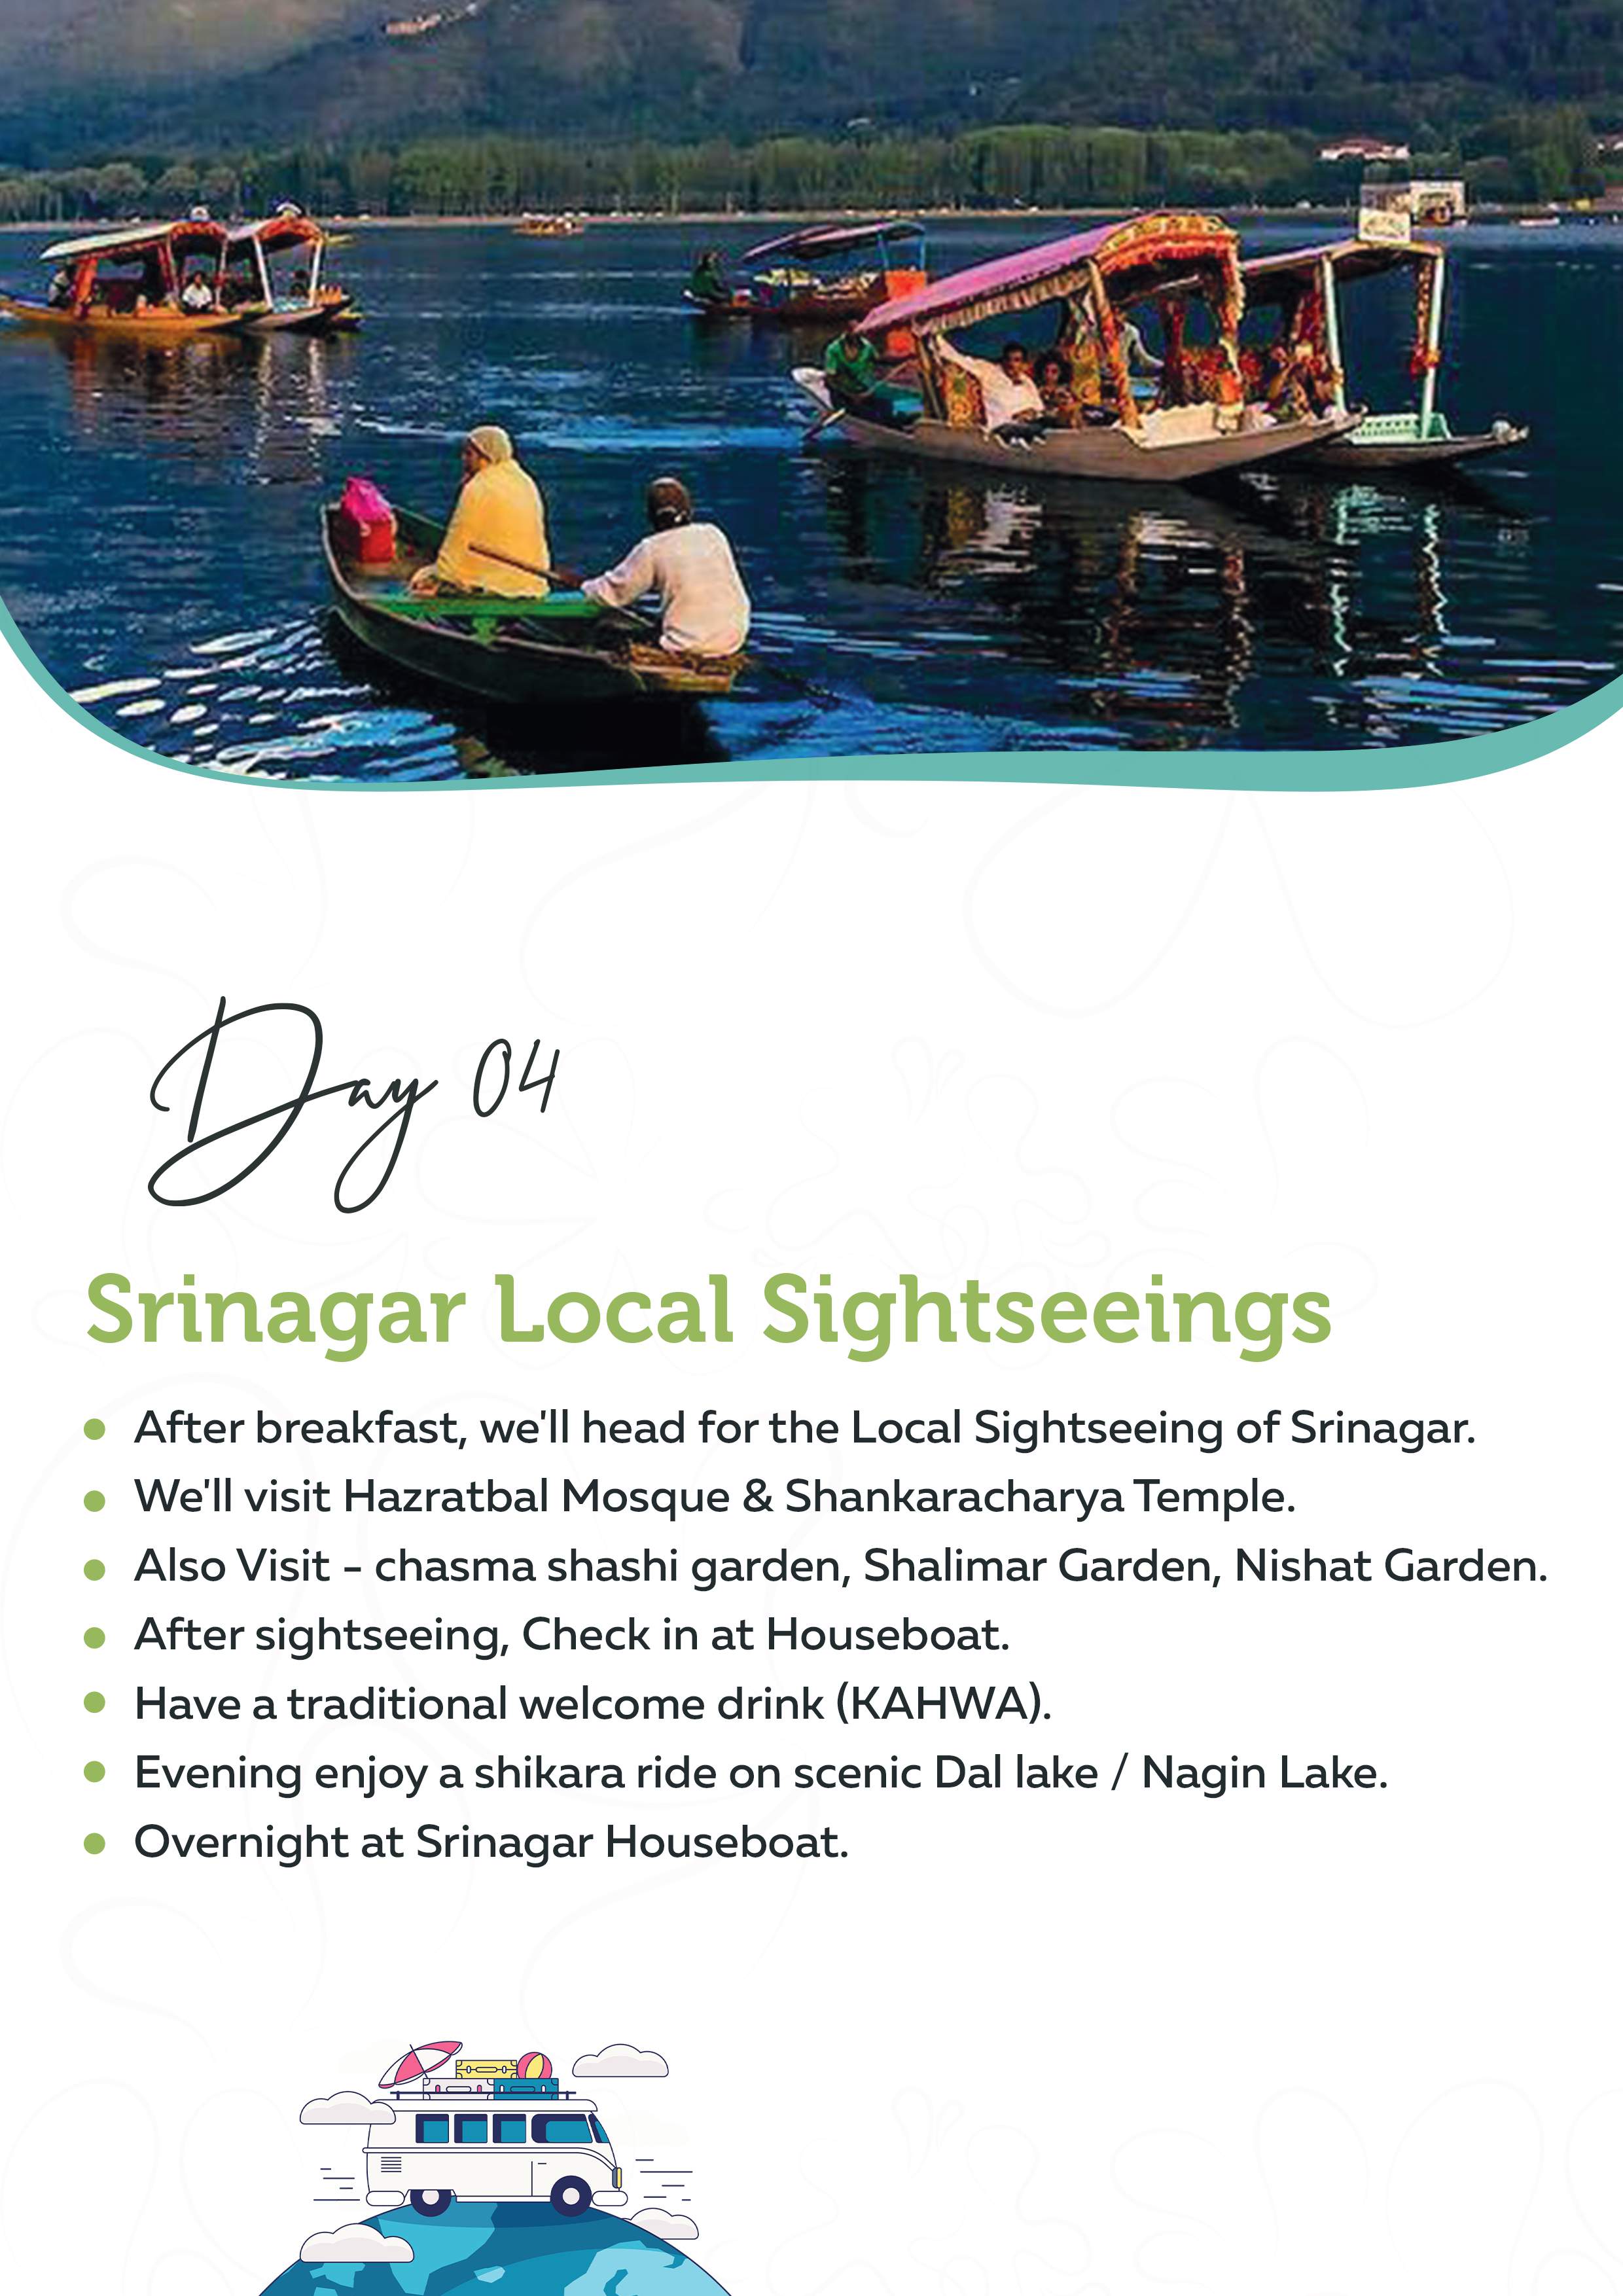 Day 04
Srinagar Local Sightseeings
After breakfast, we'll head for the Local Sightseeing of Srinagar.
We'll visit Hazratbal Mosque & Shankaracharya Temple.
Also Visit - chasma shashi garden, Shalimar Garden, Nishat Garden.
After sightseeing, Check in at Houseboat.
Have a traditional welcome drink (KAHWA).
Evening enjoy a shikara ride on scenic Dal lake / Nagin Lake.
Overnight at Srinagar Houseboat.